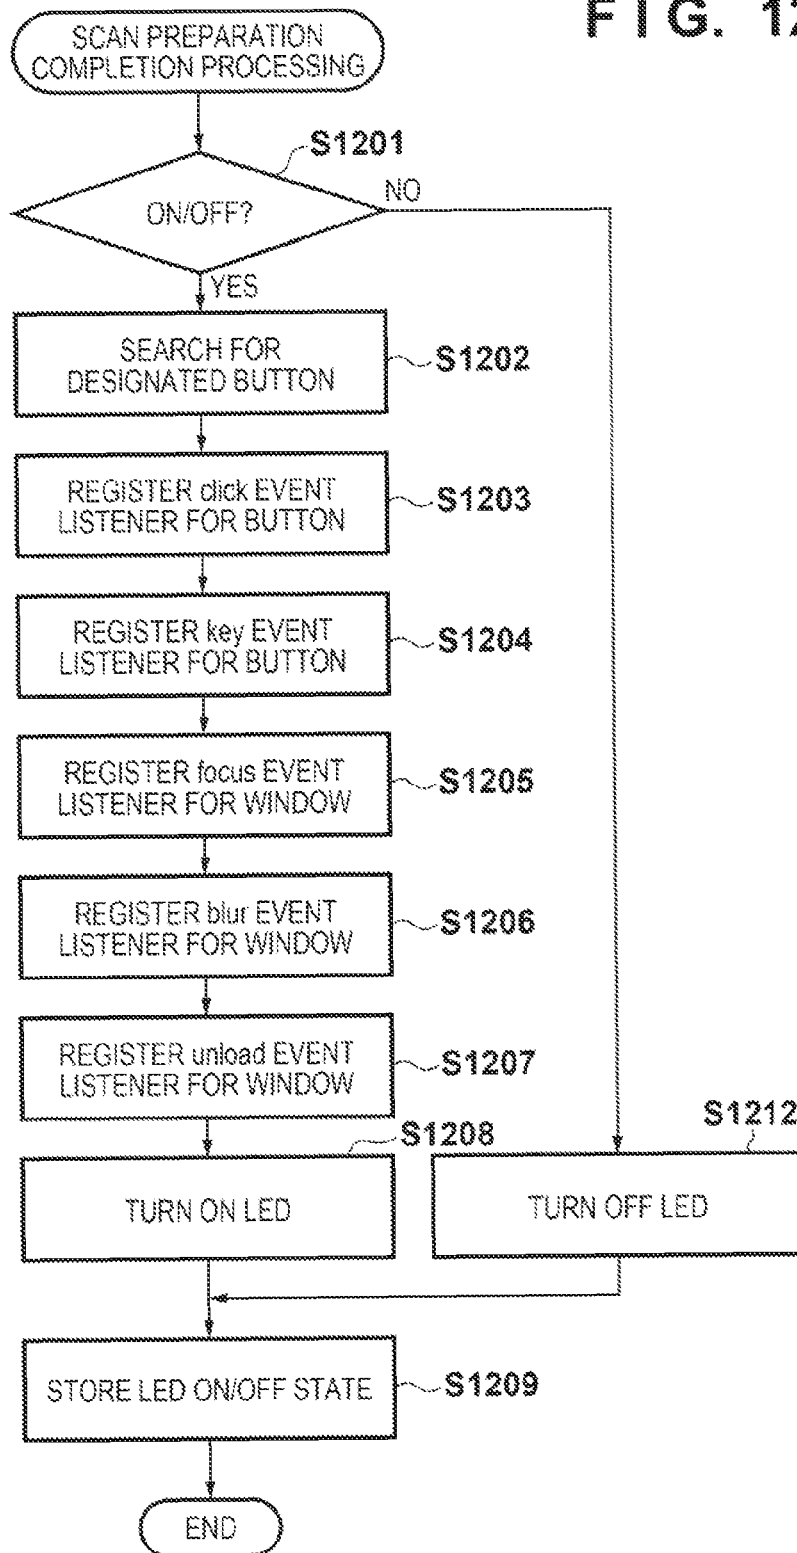 FIG. 12
SCAN PREPARATION
COMPLETION PROCESSING
S1201
ON/OFF?
NO
YES
SEARCH FOR
DESIGNATED BUTTON
S1202
REGISTER click EVENT
LISTENER FOR BUTTON
S1203
REGISTER key EVENT
LISTENER FOR BUTTON
S1204
REGISTER focus EVENT
LISTENER FOR WINDOW
S1205
REGISTER blur EVENT
LISTENER FOR WINDOW
S1206
REGISTER unload EVENT
LISTENER FOR WINDOW
S1207
S1208
TURN ON LED
S1212
TURN OFF LED
STORE LED ON/OFF STATE
S1209
END